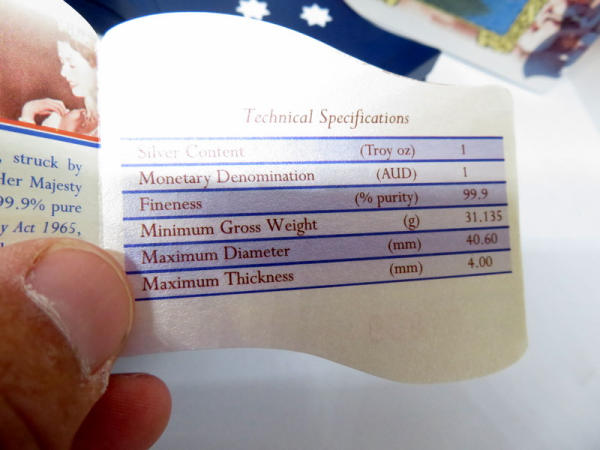 , struck by
Her Majesty
99.9% pure
y Act 1965,
Technical Specifications
Silver Content (Troy oz) 1
Monetary Denomination (AUD) 1
Fineness (% purity) 99.9
Minimum Gross Weight (g) 31.135
Maximum Diameter (mm) 40.60
Maximum Thickness (mm) 4.00